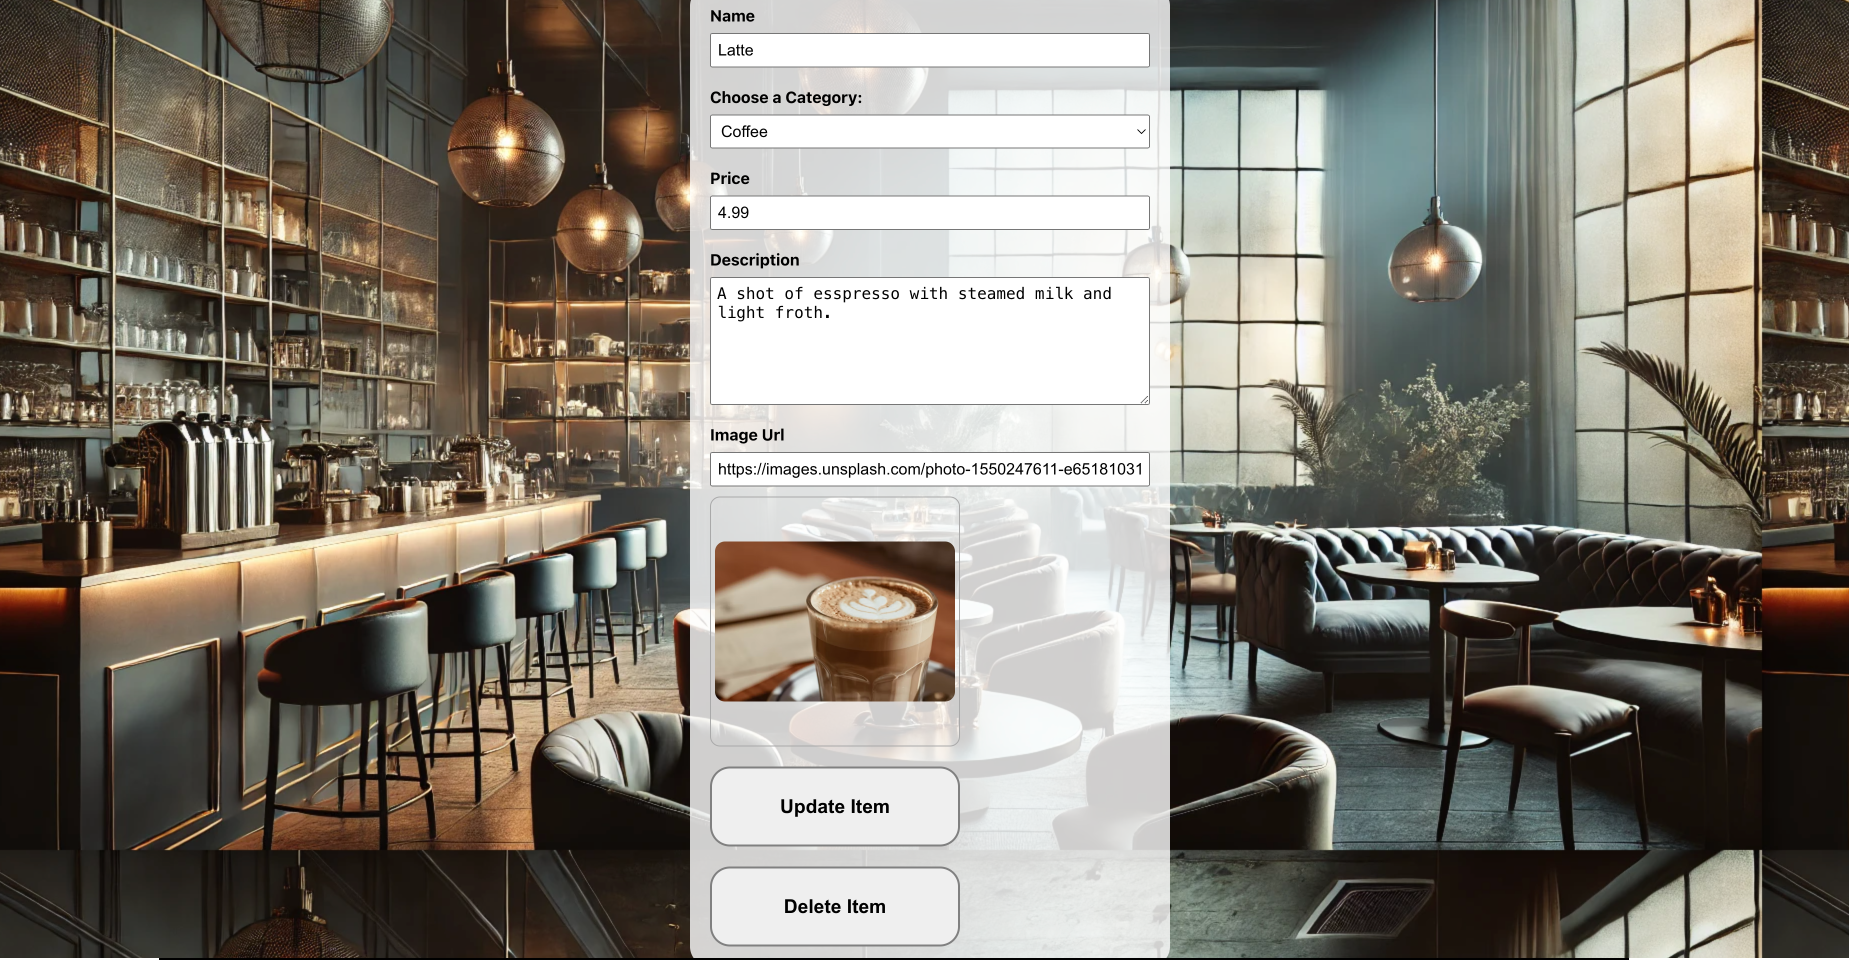 Name
Latte
Choose a Category:
Coffee
Price
4.99
Description
A shot of esspresso with steamed milk and
light froth.
Image Url
https://images.unsplash.com/photo-1550247611-e65181031
Update Item
Delete Item